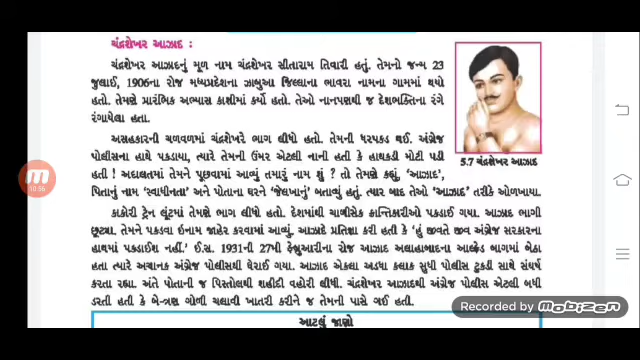 ચંદ્રશેખર આઝાદ :
ચંદ્રશેખર આઝાદનું મૂળ નામ ચંદ્રશેખર સીતારામ તિવારી હતું. તેમનો જન્મ 23
જુલાઈ, 1906ના રોજ મધ્યપ્રદેશના ઝાબુઆ જિલ્લાના ભાવરા નામના ગામમાં થયો
હતો. તેમણે પ્રારંભિક અભ્યાસ કાશીમાં કર્યો હતો. તેઓ નાનપણથી જ દેશભક્તિના રંગે
રંગાયેલા હતા.
અસહકારની ચળવળમાં ચંદ્રશેખરે ભાગ લીધો હતો. તેમની ધરપકડ થઈ. અંગ્રેજ
પોલીસના હાથે પકડાયા, ત્યારે તેમની ઉંમર એટલી નાની હતી કે હાથકડી મોટી પડી
હતી ! અદાલતમાં તેમને પૂછવામાં આવ્યું તમારું નામ શું ? તો તેમણે કહ્યું, 'આઝાદ',
પિતાનું નામ 'સ્વાધીનતા' અને પોતાના ઘરને 'જેલખાનું' બતાવ્યું હતું. ત્યાર બાદ તેઓ 'આઝાદ' તરીકે ઓળખાયા.
કાકોરી ટ્રેન લૂંટમાં તેમણે ભાગ લીધો હતો. દેશમાંથી ચાળીસેક ક્રાન્તિકારીઓ પકડાઈ ગયા. આઝાદ ભાગી
છૂટ્યા. તેમને પકડવા ઇનામ જાહેર કરવામાં આવ્યું. આઝાદે પ્રતિજ્ઞા કરી હતી કે 'હું જીવતે જીવ અંગ્રેજ સરકારના
હાથમાં પકડાઈશ નહીં.' ઈ.સ. 1931ની 27મી ફેબ્રુઆરીના રોજ આઝાદ અલાહાબાદના આલ્ફ્રેડ બાગમાં બેઠા
હતા ત્યારે અચાનક અંગ્રેજ પોલીસથી ઘેરાઈ ગયા. આઝાદ એકલા અડધા કલાક સુધી પોલીસ ટુકડી સાથે સંઘર્ષ
કરતા રહ્યા. અંતે પોતાની જ પિસ્તોલથી શહીદી વહોરી લીધી. ચંદ્રશેખર આઝાદથી અંગ્રેજ પોલીસ એટલી બધી
ડરતી હતી કે બે-ત્રણ ગોળી ચલાવી ખાતરી કરીને જ તેમની પાસે ગઈ હતી.
5.7 ચંદ્રશેખર આઝાદ
આટલું જાણો
10:56
Recorded by Mobizen